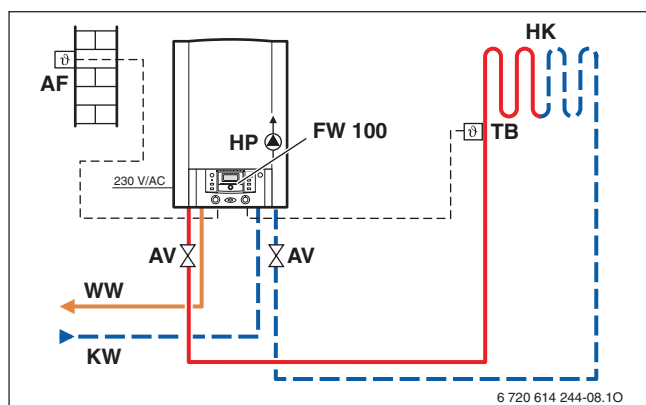 HK
ϑ
AF
FW 100
HP
ϑ
TB
230 V/AC
AV
AV
WW
KW
6 720 614 244-08.1O